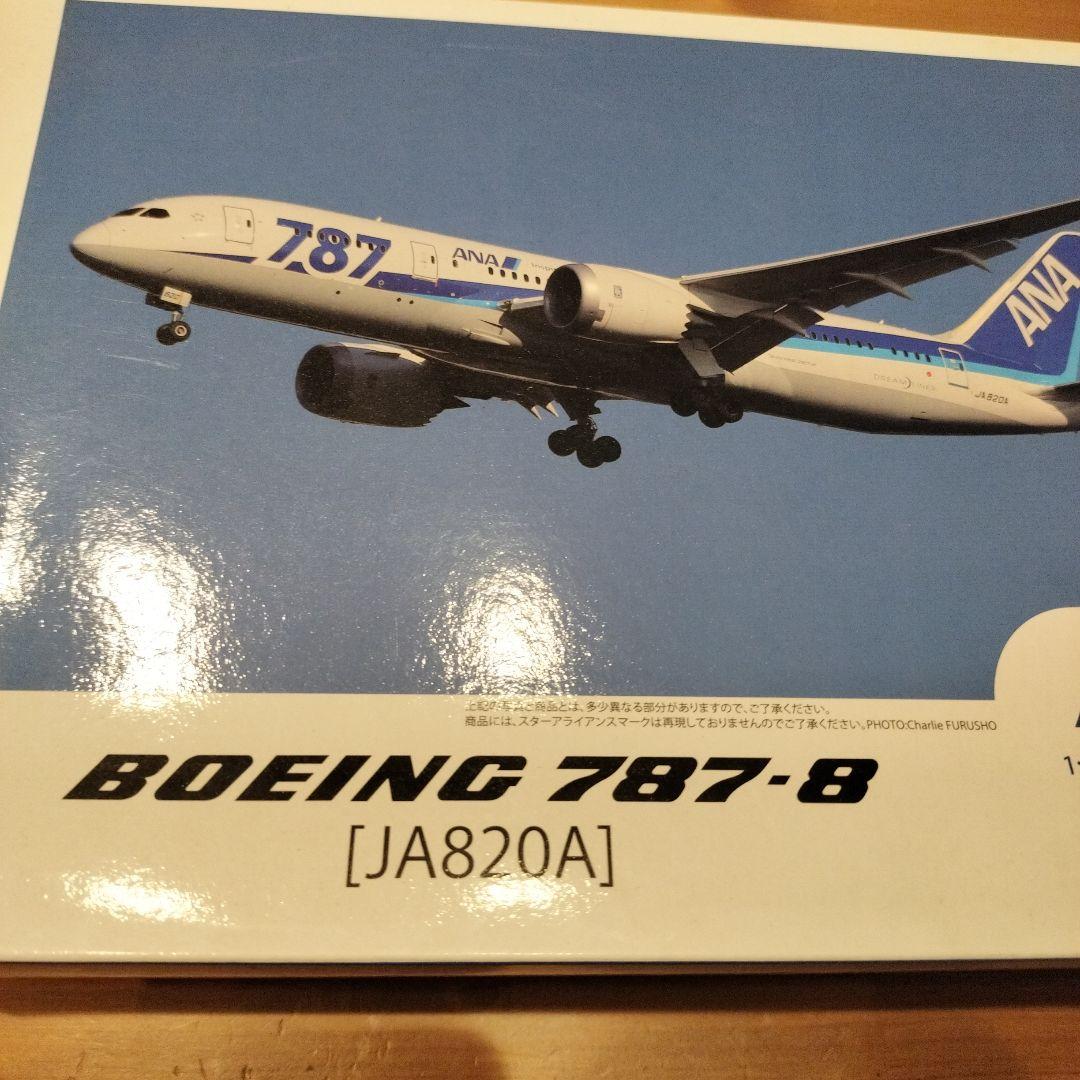 787
ANA
820
ANA
DREAMLINER
JA820A
上記の写真と商品とは、多少異なる部分がありますので、ご了承ください。
商品には、スターアライアンスマークは再現しておりませんのでご了承ください。PHOTO:Charlie FURUSHO
BOEING 787-8
[JA820A]